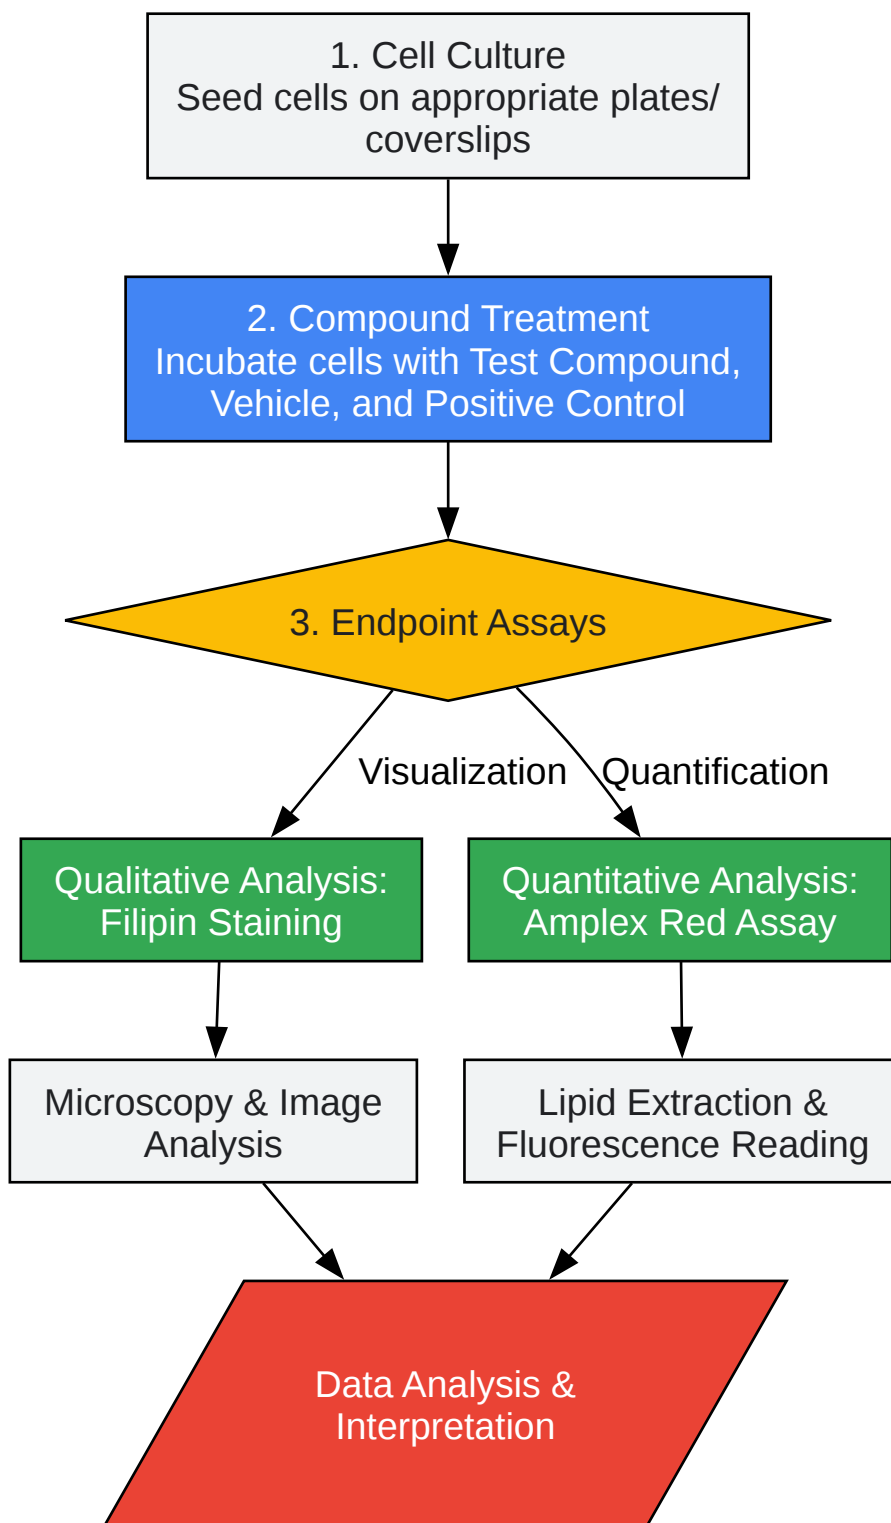 1. Cell Culture
Seed cells on appropriate plates/
coverslips
2. Compound Treatment
Incubate cells with Test Compound,
Vehicle, and Positive Control
3. Endpoint Assays
Visualization
Quantification
Qualitative Analysis:
Filipin Staining
Quantitative Analysis:
Amplex Red Assay
Microscopy & Image
Analysis
Lipid Extraction &
Fluorescence Reading
Data Analysis &
Interpretation